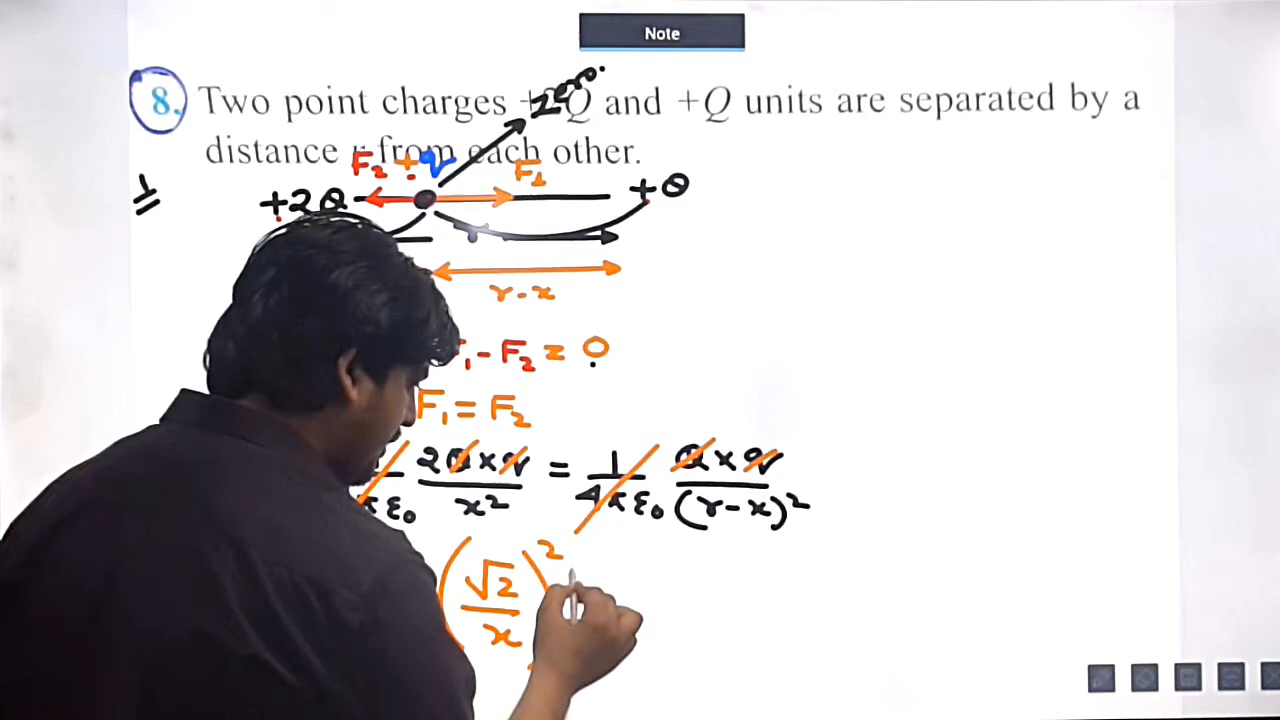 Note
8. Two point charges +2Q and +Q units are separated by a
zero.
distance r from each other.
F₂ +q F₁
+2Q +Q
r-x
F₁ - F₂ = 0
F₁ = F₂
2Q×q/x² = 1/4πε₀ Q×q/(r-x)²
(√2/x)²